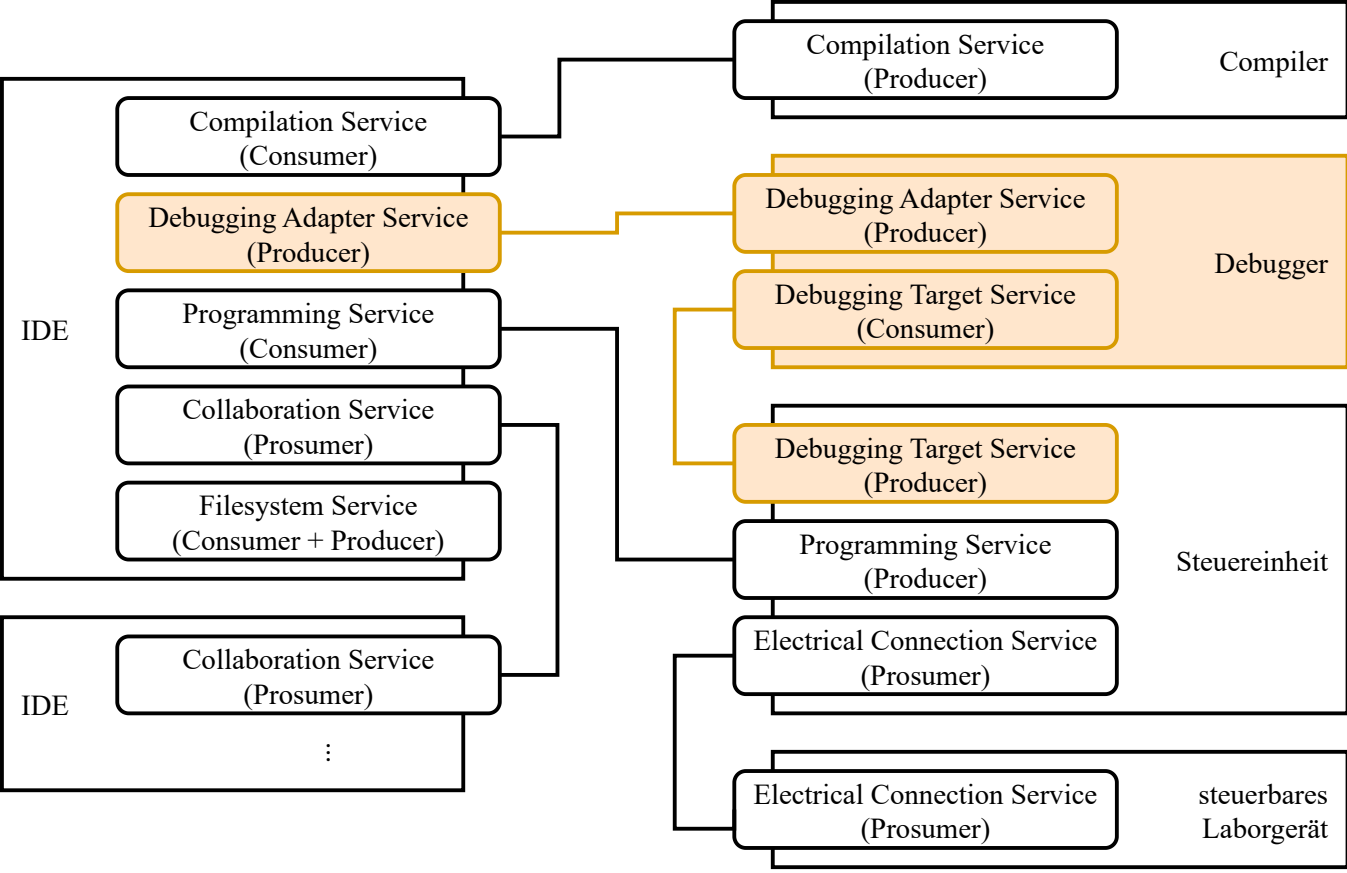 IDE
Compilation Service
(Consumer)
Debugging Adapter Service
(Producer)
Programming Service
(Consumer)
Collaboration Service
(Prosumer)
Filesystem Service
(Consumer + Producer)
IDE
Collaboration Service
(Prosumer)
⋮
Compilation Service
(Producer)
Compiler
Debugging Adapter Service
(Producer)
Debugging Target Service
(Consumer)
Debugger
Debugging Target Service
(Producer)
Programming Service
(Producer)
Electrical Connection Service
(Prosumer)
Steuereinheit
Electrical Connection Service
(Prosumer)
steuerbares
Laborgerät